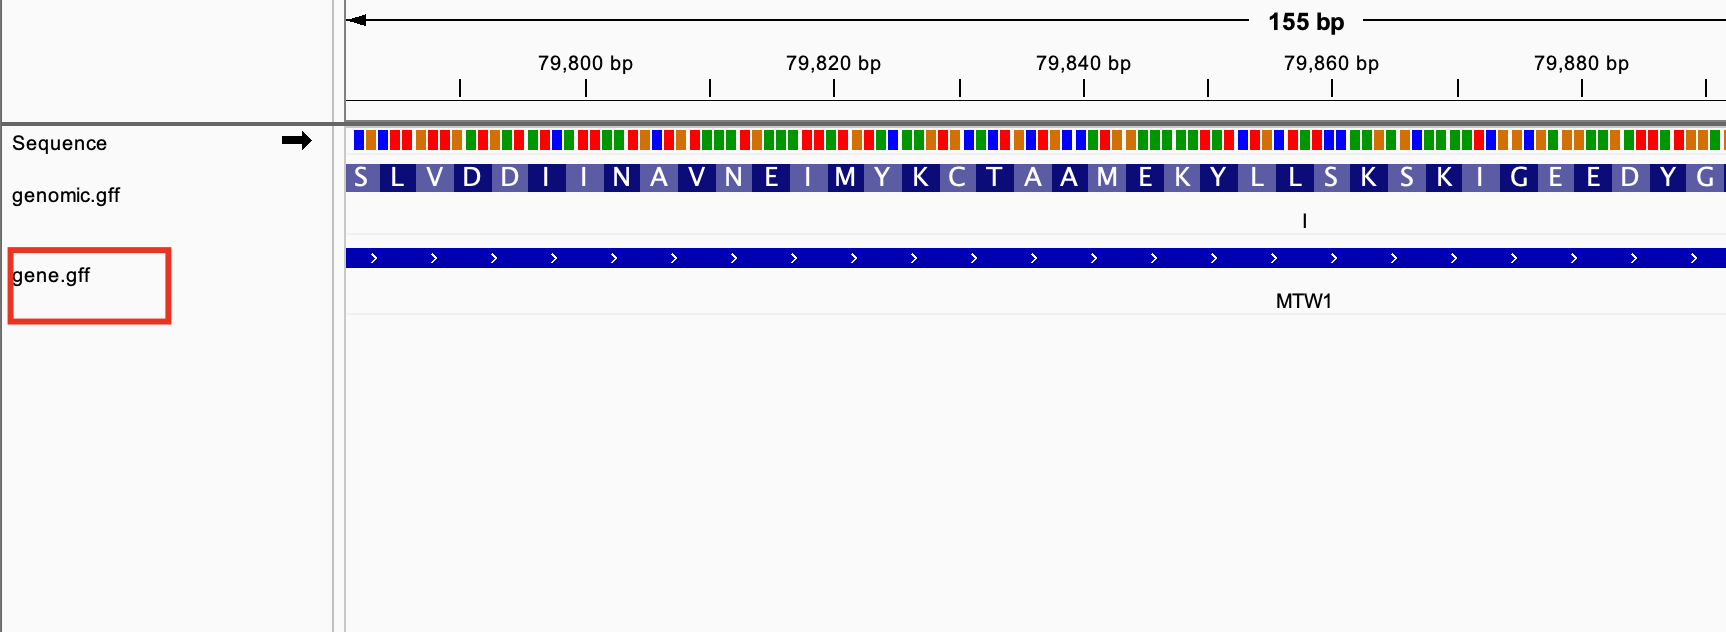 155 bp
79,800 bp 79,820 bp 79,840 bp 79,860 bp 79,880 bp
Sequence
S L V D D I I N A V N E I M Y K C T A A M E K Y L L S K S K I G E E D Y G
genomic.gff
gene.gff
MTW1